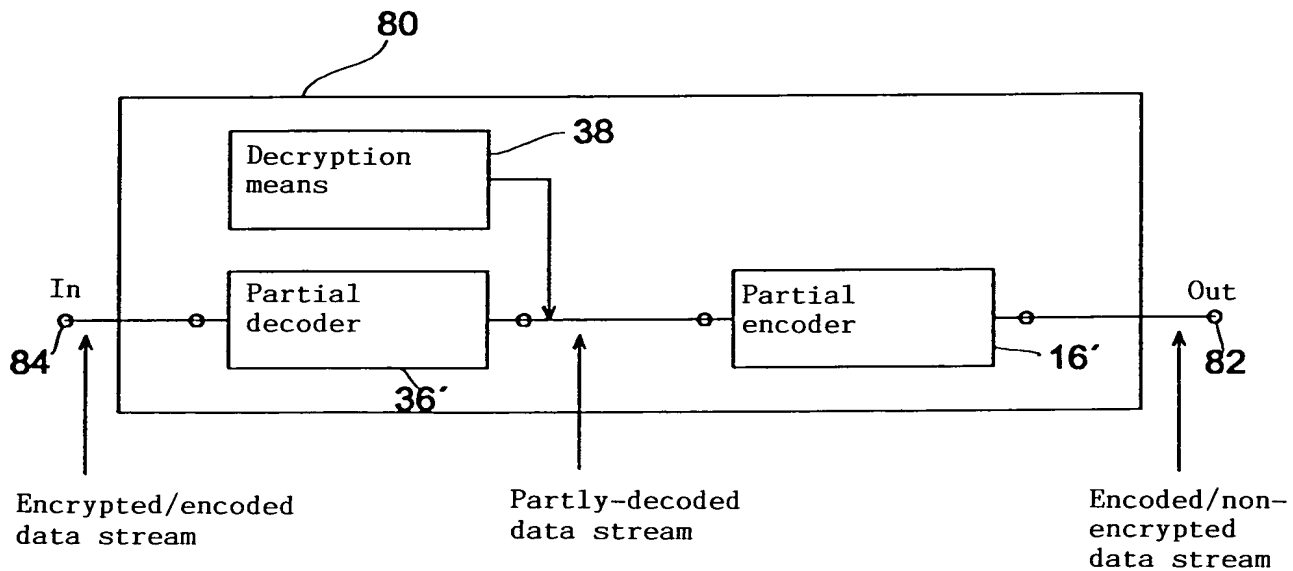 80
Decryption
means
38
In
Partial
decoder
Partial
encoder
Out
84
36′
16′
82
Encrypted/encoded
data stream
Partly-decoded
data stream
Encoded/non-
encrypted
data stream